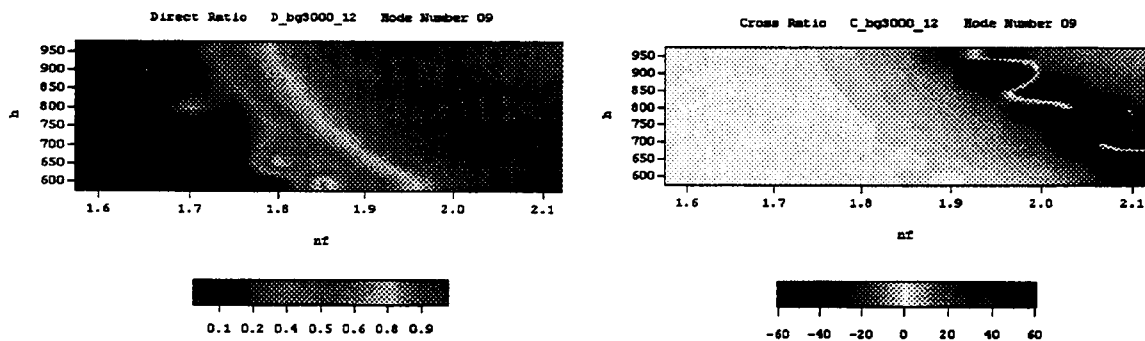 Direct Ratio D_bg3000_12 Mode Number 09
950
900
850
800
750
700
650
600
h
1.6 1.7 1.8 1.9 2.0 2.1
nf
0.1 0.2 0.4 0.5 0.6 0.8 0.9
Cross Ratio C_bg3000_12 Mode Number 09
950
900
850
800
750
700
650
600
h
1.6 1.7 1.8 1.9 2.0 2.1
nf
-60 -40 -20 0 20 40 60